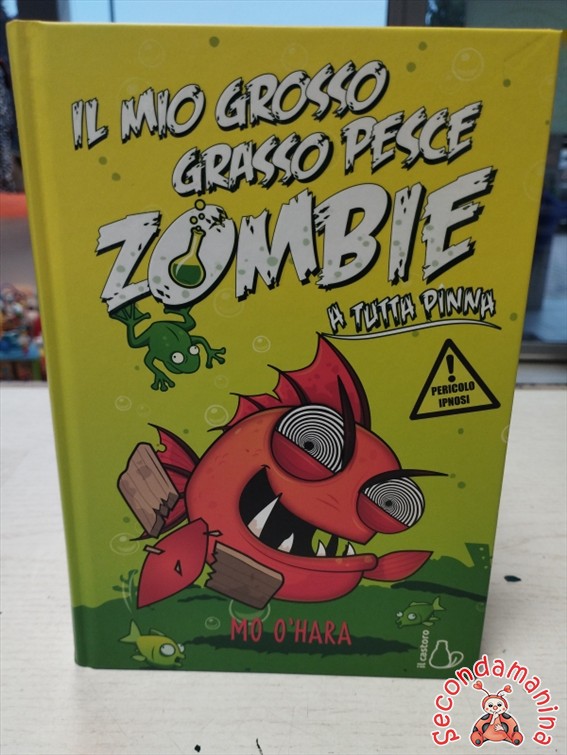 IL MIO GROSSO
GRASSO PESCE
ZOMBIE
A TUTTA PINNA
!
PERICOLO
IPNOSI
MO O'HARA
il castoro
secondamanina